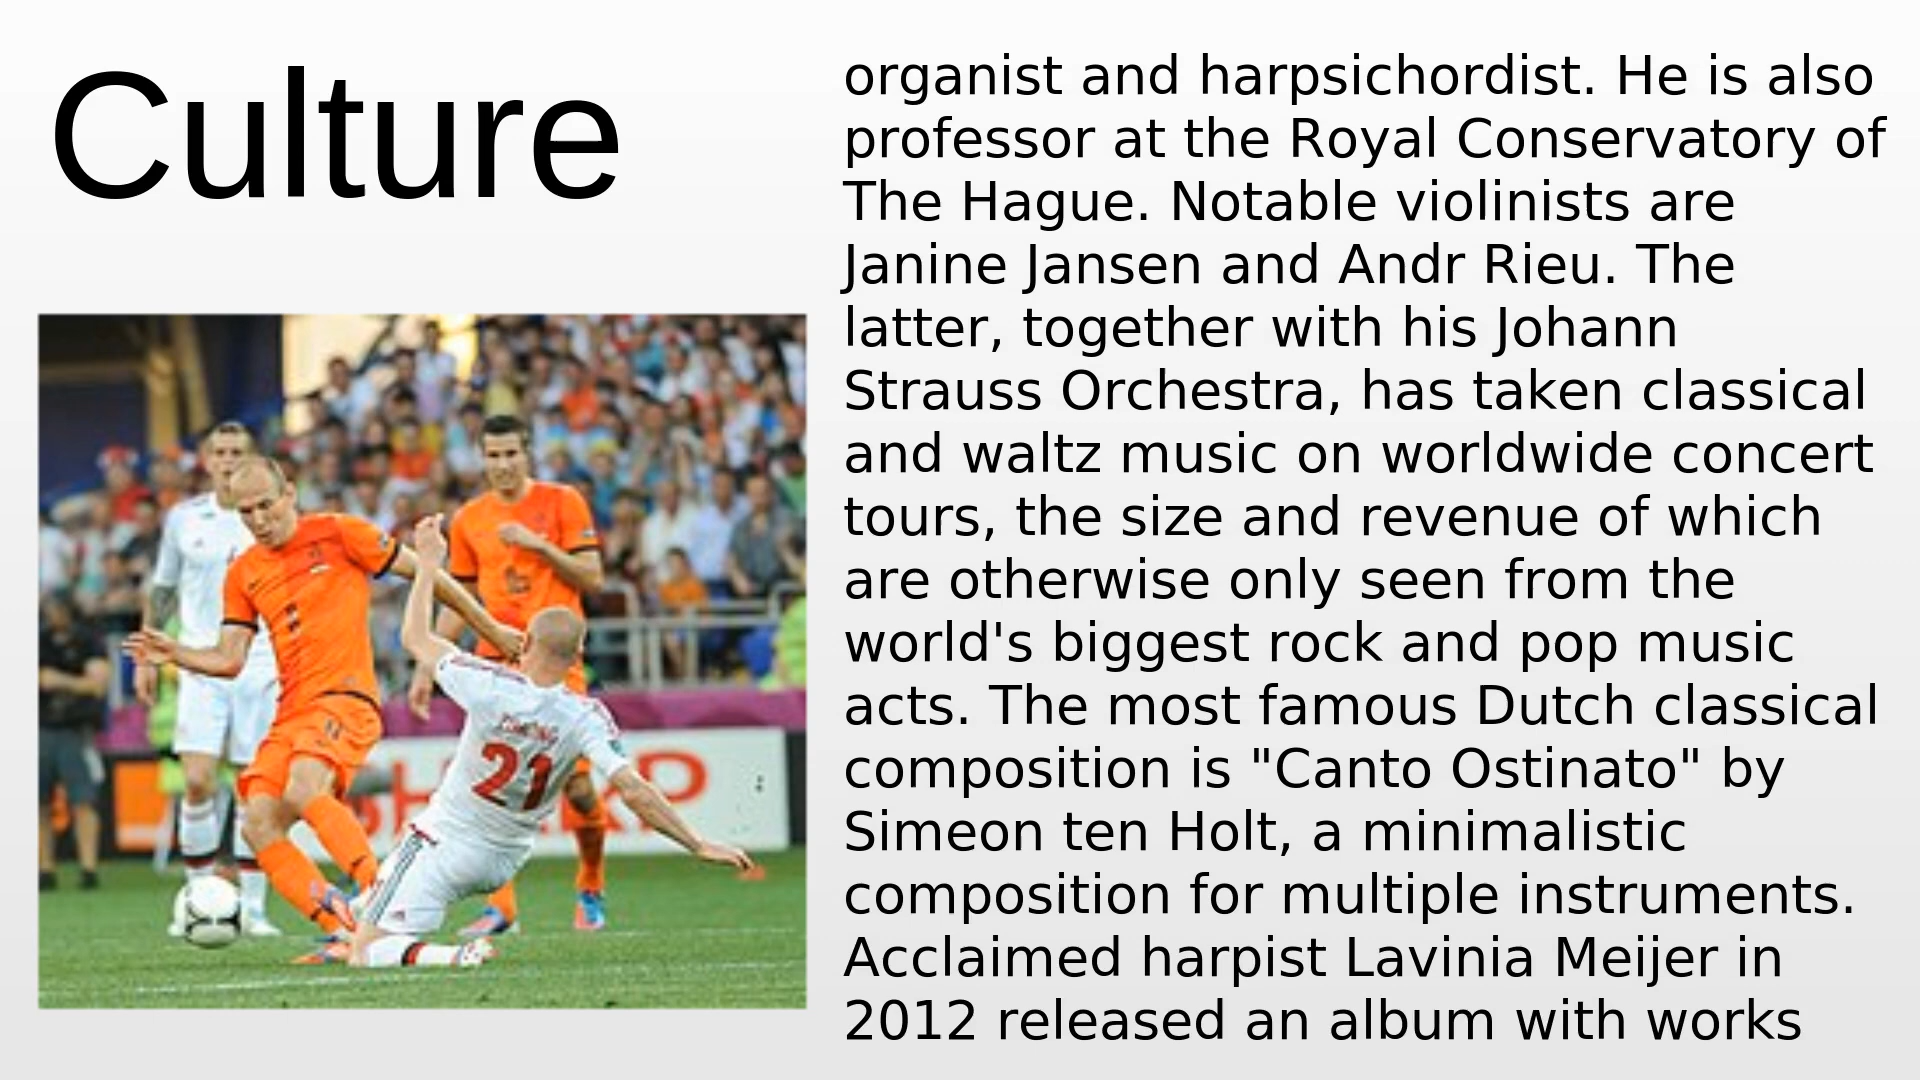 Culture
organist and harpsichordist. He is also
professor at the Royal Conservatory of
The Hague. Notable violinists are
Janine Jansen and Andr Rieu. The
latter, together with his Johann
Strauss Orchestra, has taken classical
and waltz music on worldwide concert
tours, the size and revenue of which
are otherwise only seen from the
world's biggest rock and pop music
acts. The most famous Dutch classical
composition is "Canto Ostinato" by
Simeon ten Holt, a minimalistic
composition for multiple instruments.
Acclaimed harpist Lavinia Meijer in
2012 released an album with works
21